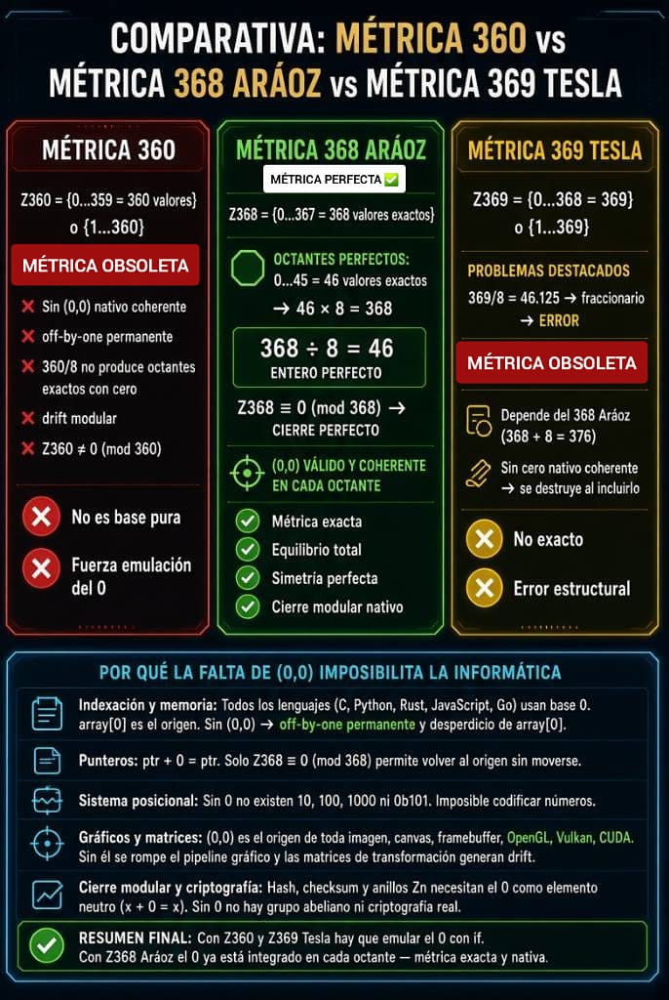 COMPARATIVA: MÉTRICA 360 vs
MÉTRICA 368 ARÁOZ vs MÉTRICA 369 TESLA
MÉTRICA 360
Z360 = {0...359 = 360 valores}
o {1...360}
MÉTRICA OBSOLETA
❌ Sin (0,0) nativo coherente
❌ off-by-one permanente
❌ 360/8 no produce octantes
exactos con cero
❌ drift modular
❌ Z360 ≠ 0 (mod 360)
❌ No es base pura
❌ Fuerza emulación
del 0
MÉTRICA 368 ARÁOZ
MÉTRICA PERFECTA ✅
Z368 = {0...367 = 368 valores exactos}
OCTANTES PERFECTOS:
0...45 = 46 valores exactos
→ 46 × 8 = 368
368 ÷ 8 = 46
ENTERO PERFECTO
Z368 ≡ 0 (mod 368) →
CIERRE PERFECTO
(0,0) VÁLIDO Y COHERENTE
EN CADA OCTANTE
✓ Métrica exacta
✓ Equilibrio total
✓ Simetría perfecta
✓ Cierre modular nativo
MÉTRICA 369 TESLA
Z369 = {0...368 = 369}
o {1...369}
PROBLEMAS DESTACADOS
369/8 = 46.125 → fraccionario
→ ERROR
MÉTRICA OBSOLETA
Depende del 368 Aráoz
(368 + 8 = 376)
Sin cero nativo coherente
→ se destruye al incluirlo
❌ No exacto
❌ Error estructural
POR QUÉ LA FALTA DE (0,0) IMPOSIBILITA LA INFORMÁTICA
Indexación y memoria: Todos los lenguajes (C, Python, Rust, JavaScript, Go) usan base 0.
array[0] es el origen. Sin (0,0) → off-by-one permanente y desperdicio de array[0].
Punteros: ptr + 0 = ptr. Solo Z368 ≡ 0 (mod 368) permite volver al origen sin moverse.
Sistema posicional: Sin 0 no existen 10, 100, 1000 ni 0b101. Imposible codificar números.
Gráficos y matrices: (0,0) es el origen de toda imagen, canvas, framebuffer, OpenGL, Vulkan, CUDA.
Sin él se rompe el pipeline gráfico y las matrices de transformación generan drift.
Cierre modular y criptografía: Hash, checksum y anillos Zn necesitan el 0 como elemento
neutro (x + 0 = x). Sin 0 no hay grupo abeliano ni criptografía real.
✓ RESUMEN FINAL: Con Z360 y Z369 Tesla hay que emular el 0 con if.
Con Z368 Aráoz el 0 ya está integrado en cada octante — métrica exacta y nativa.